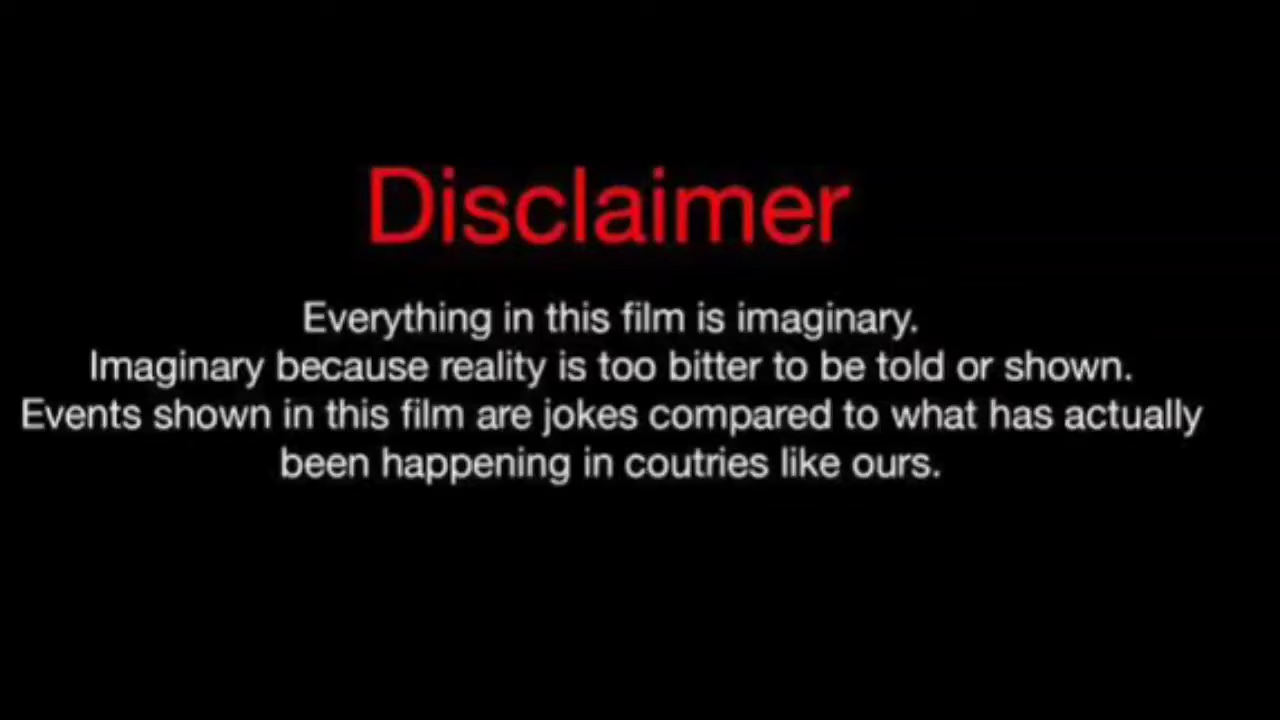 Disclaimer
Everything in this film is imaginary.
Imaginary because reality is too bitter to be told or shown.
Events shown in this film are jokes compared to what has actually
been happening in coutries like ours.